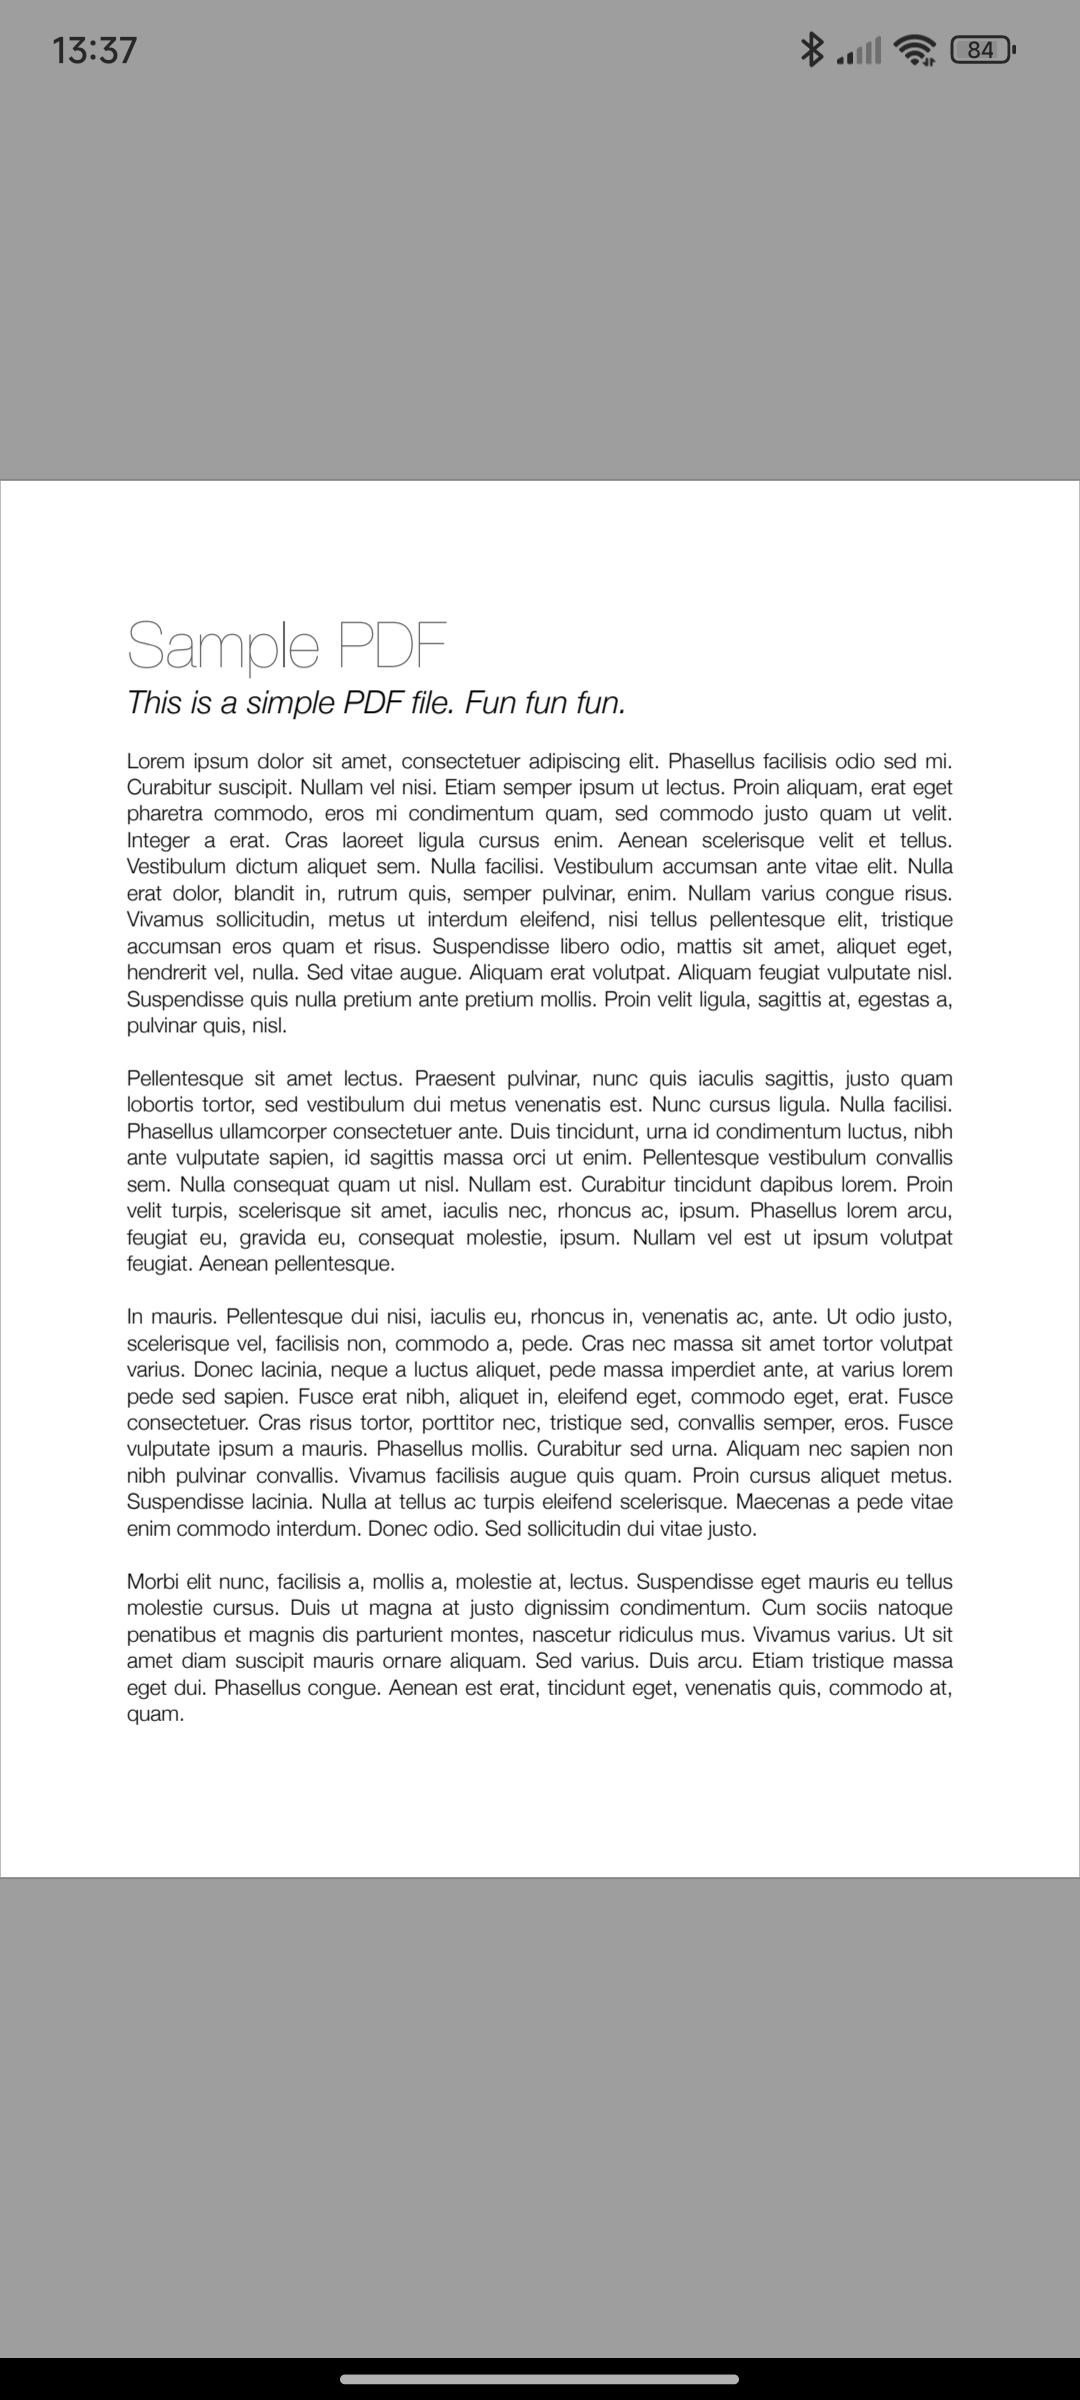 13:37
84
Sample PDF
This is a simple PDF file. Fun fun fun.
Lorem ipsum dolor sit amet, consectetuer adipiscing elit. Phasellus facilisis odio sed mi.
Curabitur suscipit. Nullam vel nisi. Etiam semper ipsum ut lectus. Proin aliquam, erat eget
pharetra commodo, eros mi condimentum quam, sed commodo justo quam ut velit.
Integer a erat. Cras laoreet ligula cursus enim. Aenean scelerisque velit et tellus.
Vestibulum dictum aliquet sem. Nulla facilisi. Vestibulum accumsan ante vitae elit. Nulla
erat dolor, blandit in, rutrum quis, semper pulvinar, enim. Nullam varius congue risus.
Vivamus sollicitudin, metus ut interdum eleifend, nisi tellus pellentesque elit, tristique
accumsan eros quam et risus. Suspendisse libero odio, mattis sit amet, aliquet eget,
hendrerit vel, nulla. Sed vitae augue. Aliquam erat volutpat. Aliquam feugiat vulputate nisl.
Suspendisse quis nulla pretium ante pretium mollis. Proin velit ligula, sagittis at, egestas a,
pulvinar quis, nisl.
Pellentesque sit amet lectus. Praesent pulvinar, nunc quis iaculis sagittis, justo quam
lobortis tortor, sed vestibulum dui metus venenatis est. Nunc cursus ligula. Nulla facilisi.
Phasellus ullamcorper consectetuer ante. Duis tincidunt, urna id condimentum luctus, nibh
ante vulputate sapien, id sagittis massa orci ut enim. Pellentesque vestibulum convallis
sem. Nulla consequat quam ut nisl. Nullam est. Curabitur tincidunt dapibus lorem. Proin
velit turpis, scelerisque sit amet, iaculis nec, rhoncus ac, ipsum. Phasellus lorem arcu,
feugiat eu, gravida eu, consequat molestie, ipsum. Nullam vel est ut ipsum volutpat
feugiat. Aenean pellentesque.
In mauris. Pellentesque dui nisi, iaculis eu, rhoncus in, venenatis ac, ante. Ut odio justo,
scelerisque vel, facilisis non, commodo a, pede. Cras nec massa sit amet tortor volutpat
varius. Donec lacinia, neque a luctus aliquet, pede massa imperdiet ante, at varius lorem
pede sed sapien. Fusce erat nibh, aliquet in, eleifend eget, commodo eget, erat. Fusce
consectetuer. Cras risus tortor, porttitor nec, tristique sed, convallis semper, eros. Fusce
vulputate ipsum a mauris. Phasellus mollis. Curabitur sed urna. Aliquam nec sapien non
nibh pulvinar convallis. Vivamus facilisis augue quis quam. Proin cursus aliquet metus.
Suspendisse lacinia. Nulla at tellus ac turpis eleifend scelerisque. Maecenas a pede vitae
enim commodo interdum. Donec odio. Sed sollicitudin dui vitae justo.
Morbi elit nunc, facilisis a, mollis a, molestie at, lectus. Suspendisse eget mauris eu tellus
molestie cursus. Duis ut magna at justo dignissim condimentum. Cum sociis natoque
penatibus et magnis dis parturient montes, nascetur ridiculus mus. Vivamus varius. Ut sit
amet diam suscipit mauris ornare aliquam. Sed varius. Duis arcu. Etiam tristique massa
eget dui. Phasellus congue. Aenean est erat, tincidunt eget, venenatis quis, commodo at,
quam.